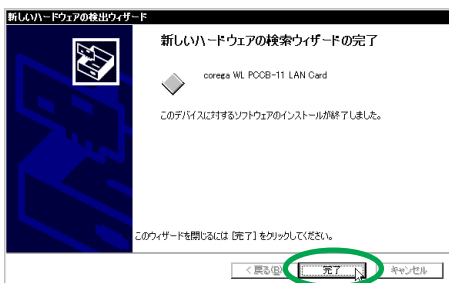 新しいハードウェアの検出ウィザード
新しいハードウェアの検索ウィザードの完了
corega WL PCCB-11 LAN Card
このデバイスに対するソフトウェアのインストールが終了しました。
このウィザードを閉じるには [完了] をクリックしてください。
< 戻る(B)
完了
キャンセル